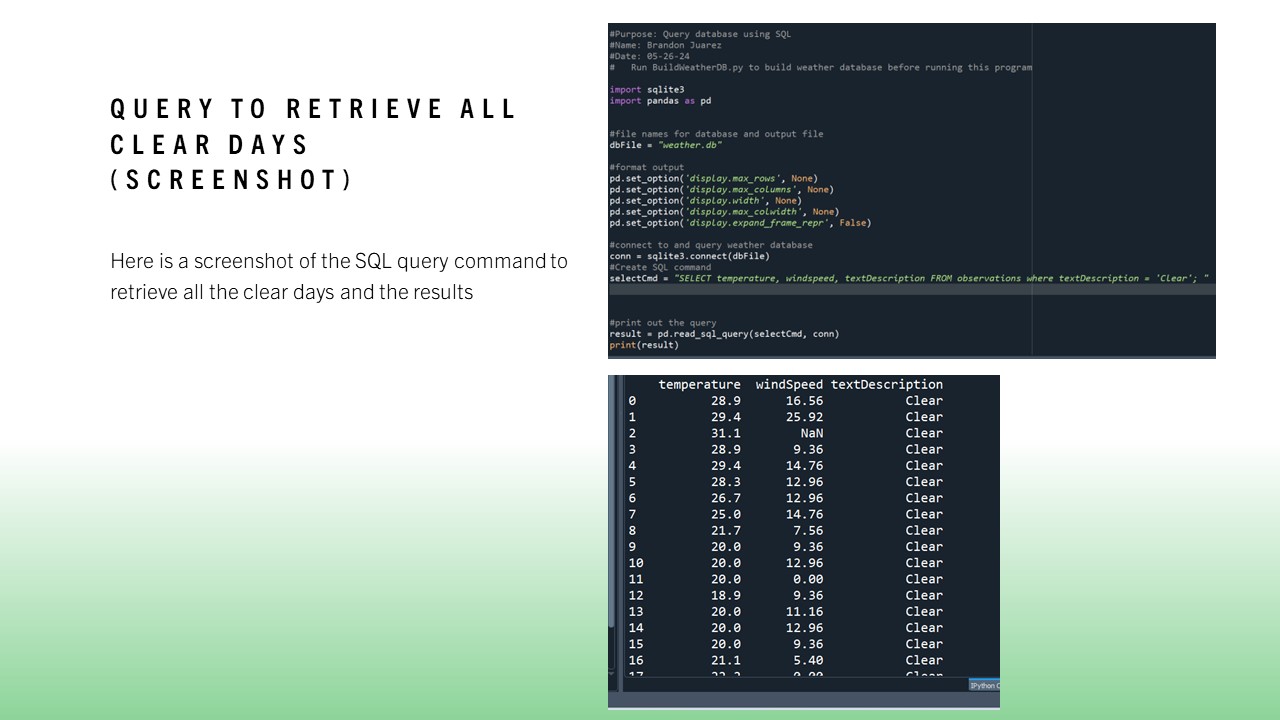 QUERY TO RETRIEVE ALL
CLEAR DAYS
(SCREENSHOT)
Here is a screenshot of the SQL query command to
retrieve all the clear days and the results
#Purpose: Query database using SQL
#Name: Brandon Juarez
#Date: 05-26-24
#   Run BuildWeatherDB.py to build weather database before running this program
import sqlite3
import pandas as pd
#file names for database and output file
dbFile = "weather.db"
#format output
pd.set_option('display.max_rows', None)
pd.set_option('display.max_columns', None)
pd.set_option('display.width', None)
pd.set_option('display.max_colwidth', None)
pd.set_option('display.expand_frame_repr', False)
#connect to and query weather database
conn = sqlite3.connect(dbFile)
#Create SQL command
selectCmd = "SELECT temperature, windspeed, textDescription FROM observations where textDescription = 'Clear'; "
#print out the query
result = pd.read_sql_query(selectCmd, conn)
print(result)
temperature windSpeed textDescription
0 28.9 16.56 Clear
1 29.4 25.92 Clear
2 31.1 NaN Clear
3 28.9 9.36 Clear
4 29.4 14.76 Clear
5 28.3 12.96 Clear
6 26.7 12.96 Clear
7 25.0 14.76 Clear
8 21.7 7.56 Clear
9 20.0 9.36 Clear
10 20.0 12.96 Clear
11 20.0 0.00 Clear
12 18.9 9.36 Clear
13 20.0 11.16 Clear
14 20.0 12.96 Clear
15 20.0 9.36 Clear
16 21.1 5.40 Clear
17 Clear
IPython C